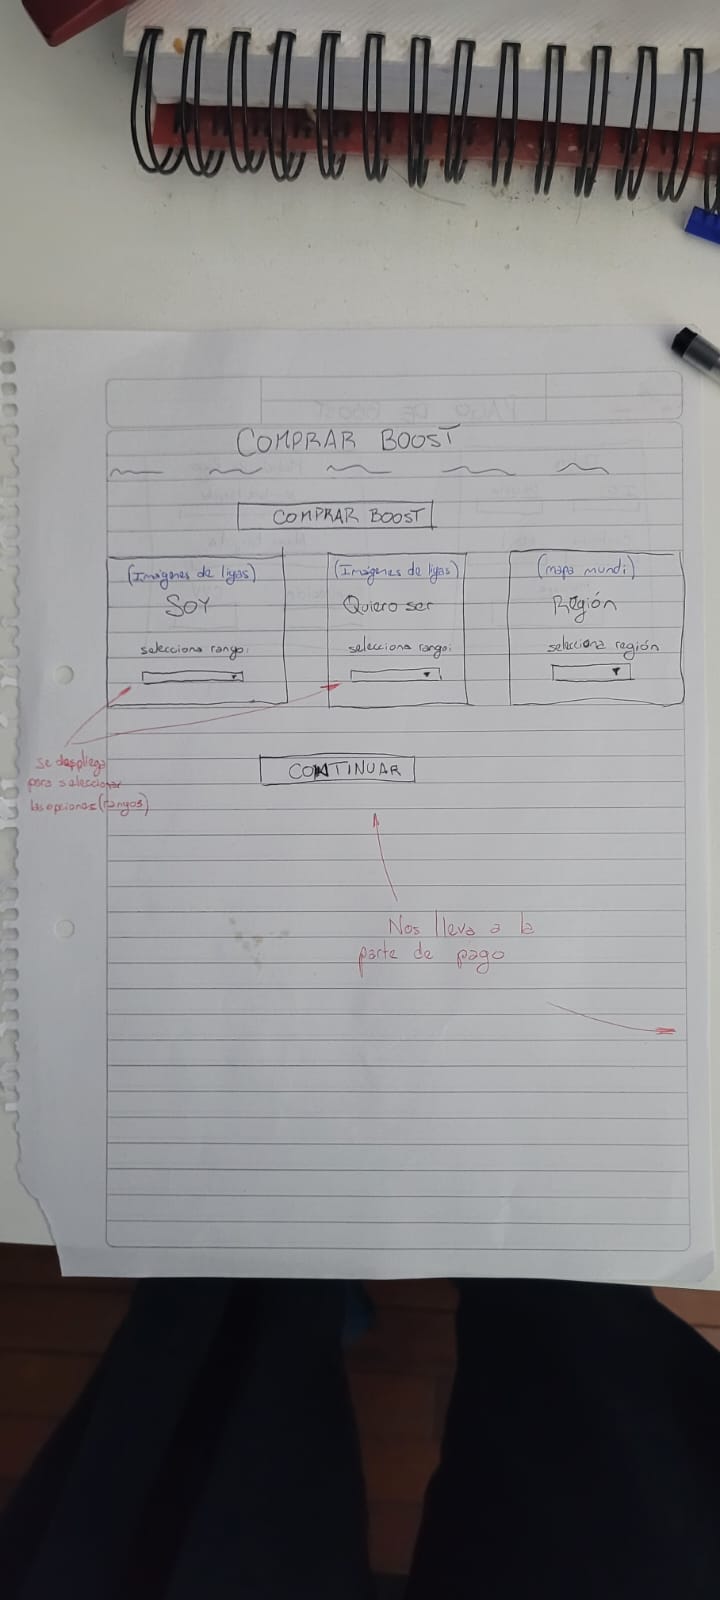 COMPRAR BOOST
COMPRAR BOOST
(Imágenes de ligas)
SOY
selecciona rango:
(Imágenes de ligas)
Quiero ser
selecciona rango:
(mapa mundi)
Región
selecciona región
se despliega
para seleccionar
las opciones (rangos)
CONTINUAR
Nos lleva a la
parte de pago